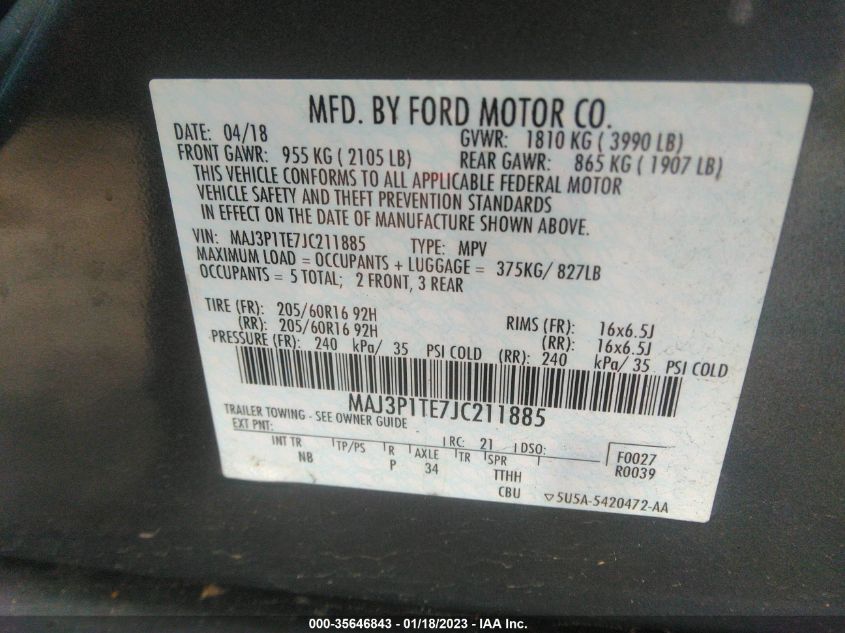 MFD. BY FORD MOTOR CO.
DATE: 04/18 GVWR: 1810 KG ( 3990 LB)
FRONT GAWR: 955 KG ( 2105 LB) REAR GAWR: 865 KG ( 1907 LB)
THIS VEHICLE CONFORMS TO ALL APPLICABLE FEDERAL MOTOR
VEHICLE SAFETY AND THEFT PREVENTION STANDARDS
IN EFFECT ON THE DATE OF MANUFACTURE SHOWN ABOVE.
VIN: MAJ3P1TE7JC211885 TYPE: MPV
MAXIMUM LOAD = OCCUPANTS + LUGGAGE = 375KG/ 827LB
OCCUPANTS = 5 TOTAL; 2 FRONT, 3 REAR
TIRE (FR): 205/60R16 92H RIMS (FR): 16x6.5J
(RR): 205/60R16 92H (RR): 16x6.5J
PRESSURE (FR): 240 kPa/ 35 PSI COLD (RR): 240 kPa/ 35 PSI COLD
MAJ3P1TE7JC211885
TRAILER TOWING - SEE OWNER GUIDE
EXT PNT: RC: 21 DSO: F0027
INT TR TP/PS R AXLE TR SPR R0039
NB P 34 TTHH
CBU ▽5U5A-5420472-AA
000-35646843 - 01/18/2023 - IAA Inc.